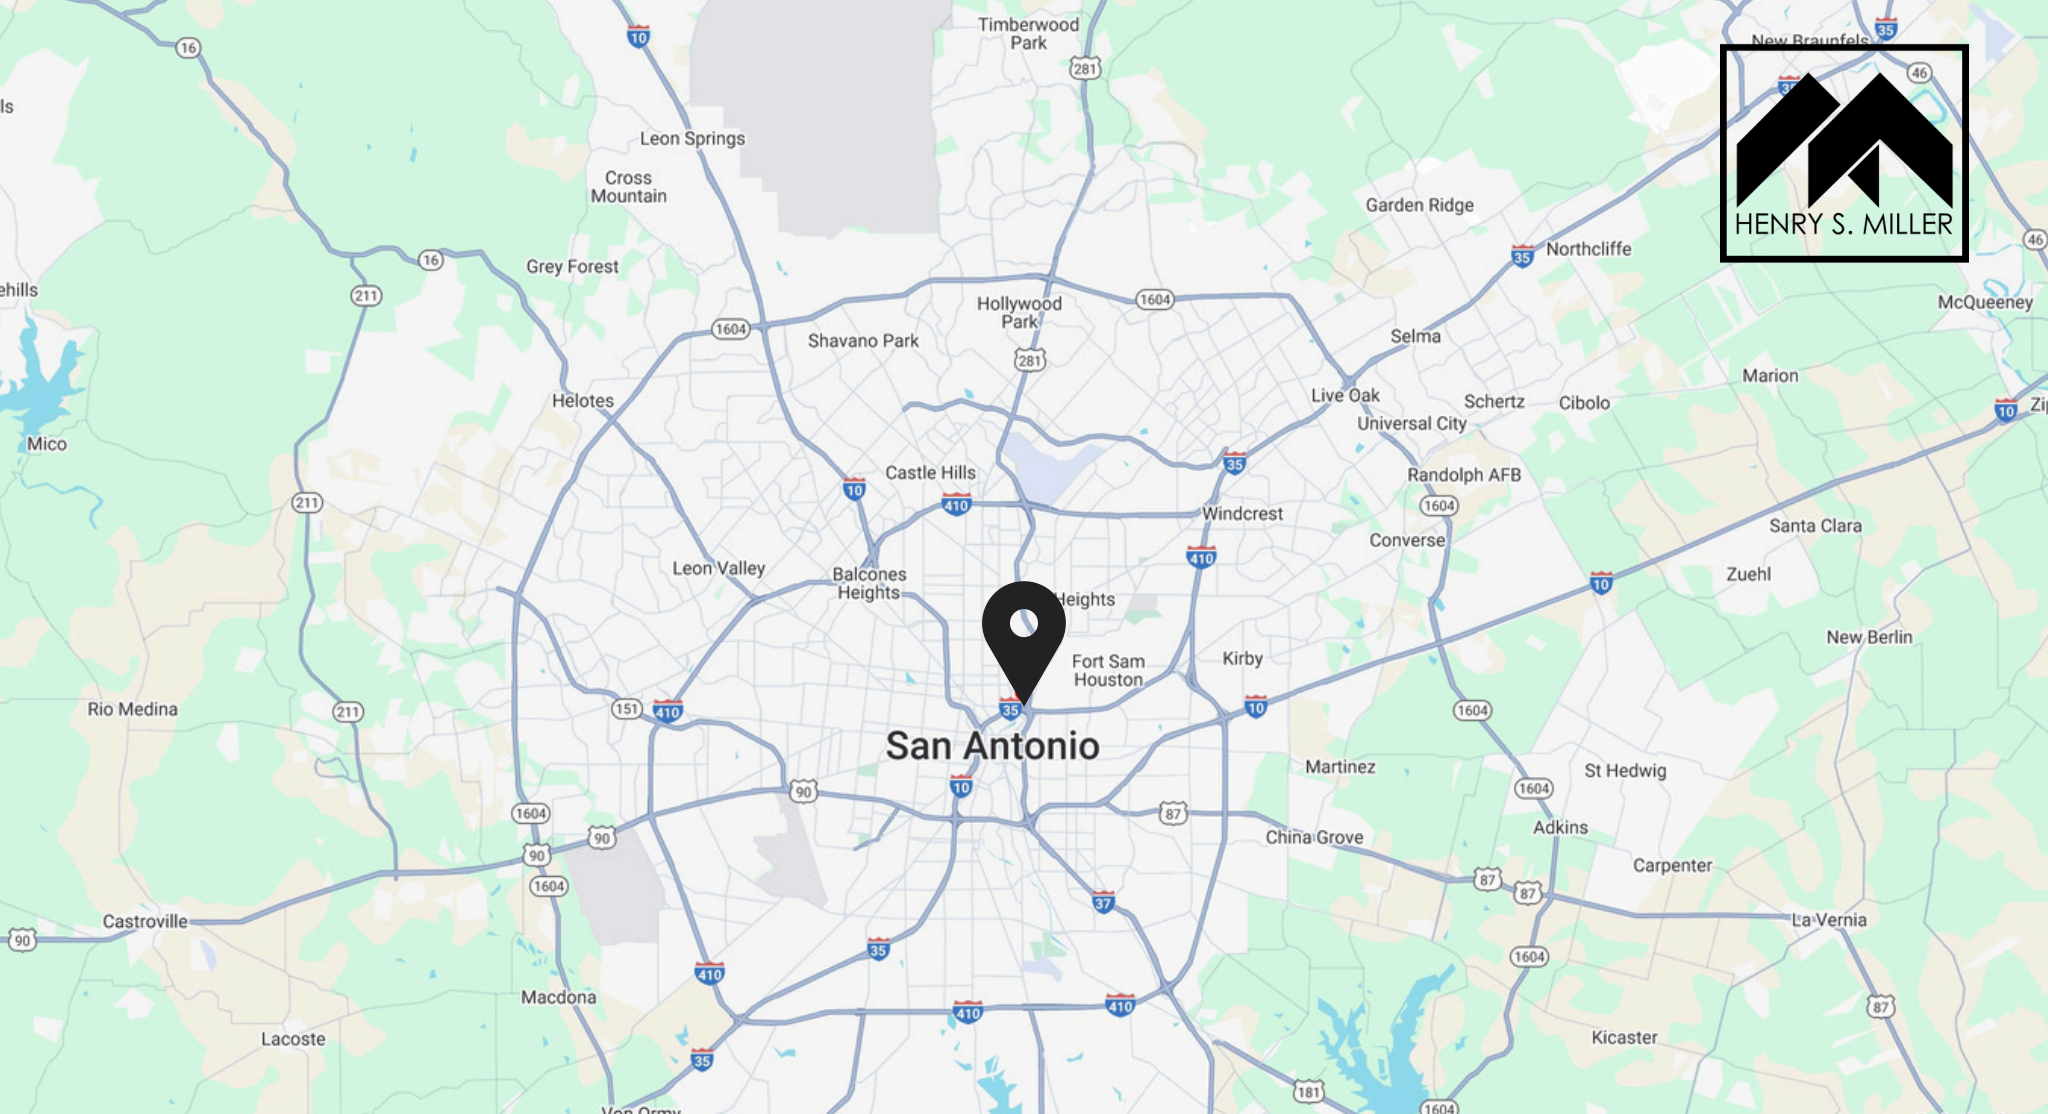 Timberwood
Park
16
10
35
New Braunfels
281
46
ls
Leon Springs
HENRY S. MILLER
Cross
Mountain
Garden Ridge
Northcliffe
35
46
16
Grey Forest
211
ehills
Hollywood
Park
1604
McQueeney
1604
Shavano Park
Selma
281
Marion
Helotes
Live Oak
Schertz
Cibolo
10
Universal City
Mico
Castle Hills
35
Randolph AFB
10
410
211
1604
Windcrest
Santa Clara
Converse
410
Leon Valley
Balcones
Heights
Zuehl
10
Heights
New Berlin
Fort Sam
Houston
Kirby
Rio Medina
211
151
410
35
10
1604
San Antonio
Martinez
St Hedwig
10
90
1604
1604
87
Adkins
90
China Grove
90
Carpenter
1604
87
87
37
Castroville
La Vernia
90
35
1604
410
Macdona
410
410
87
Lacoste
Kicaster
35
181
1604
Von Ormy